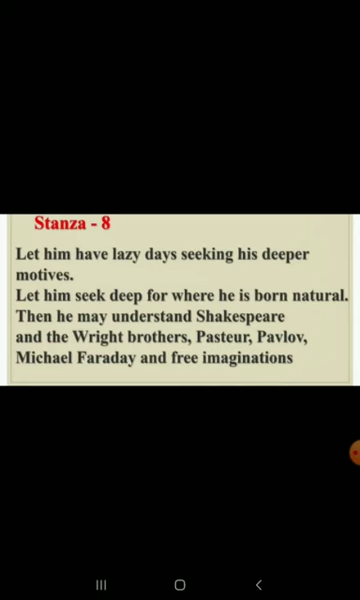 Stanza - 8
Let him have lazy days seeking his deeper
motives.
Let him seek deep for where he is born natural.
Then he may understand Shakespeare
and the Wright brothers, Pasteur, Pavlov,
Michael Faraday and free imaginations